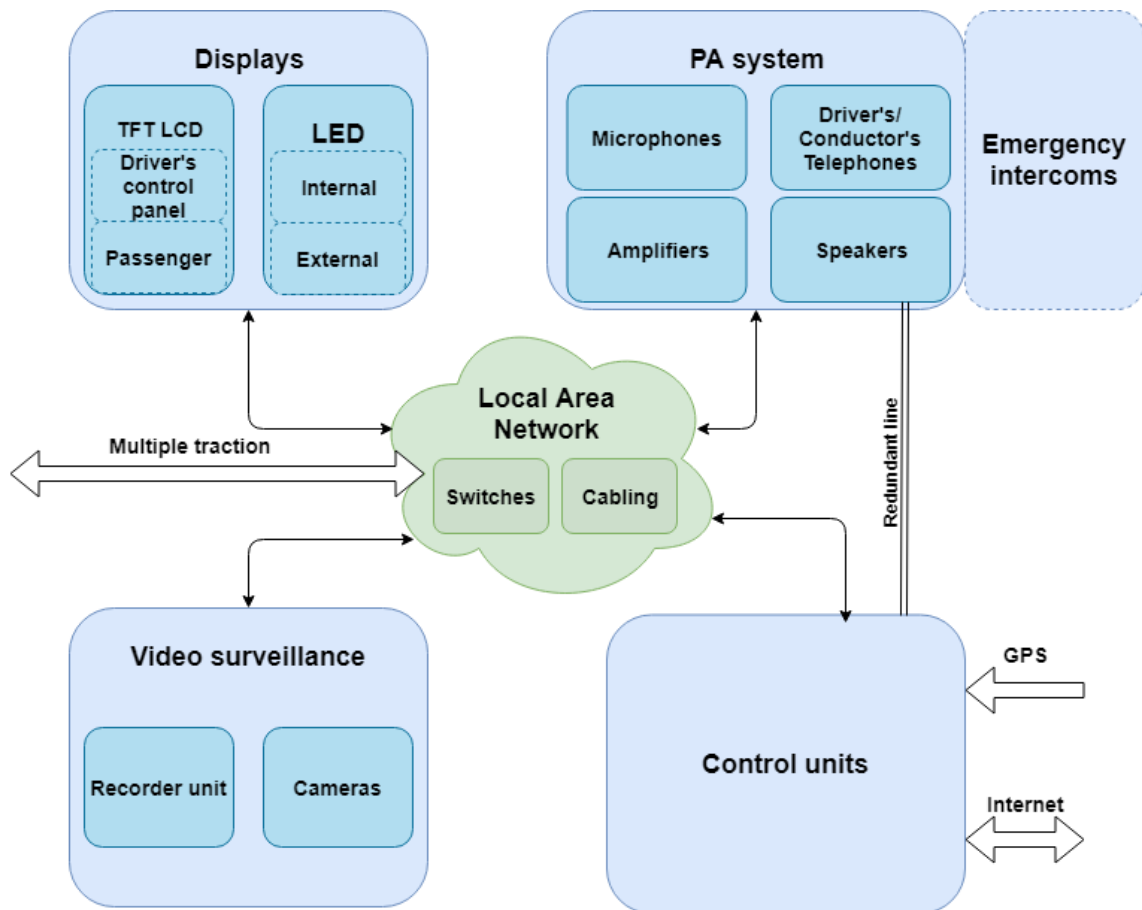 Displays
TFT LCD
Driver's
control
panel
Passenger
LED
Internal
External
PA system
Microphones
Driver's/
Conductor's
Telephones
Amplifiers
Speakers
Emergency
intercoms
Local Area
Network
Switches
Cabling
Multiple traction
Redundant line
Video surveillance
Recorder unit
Cameras
Control units
GPS
Internet